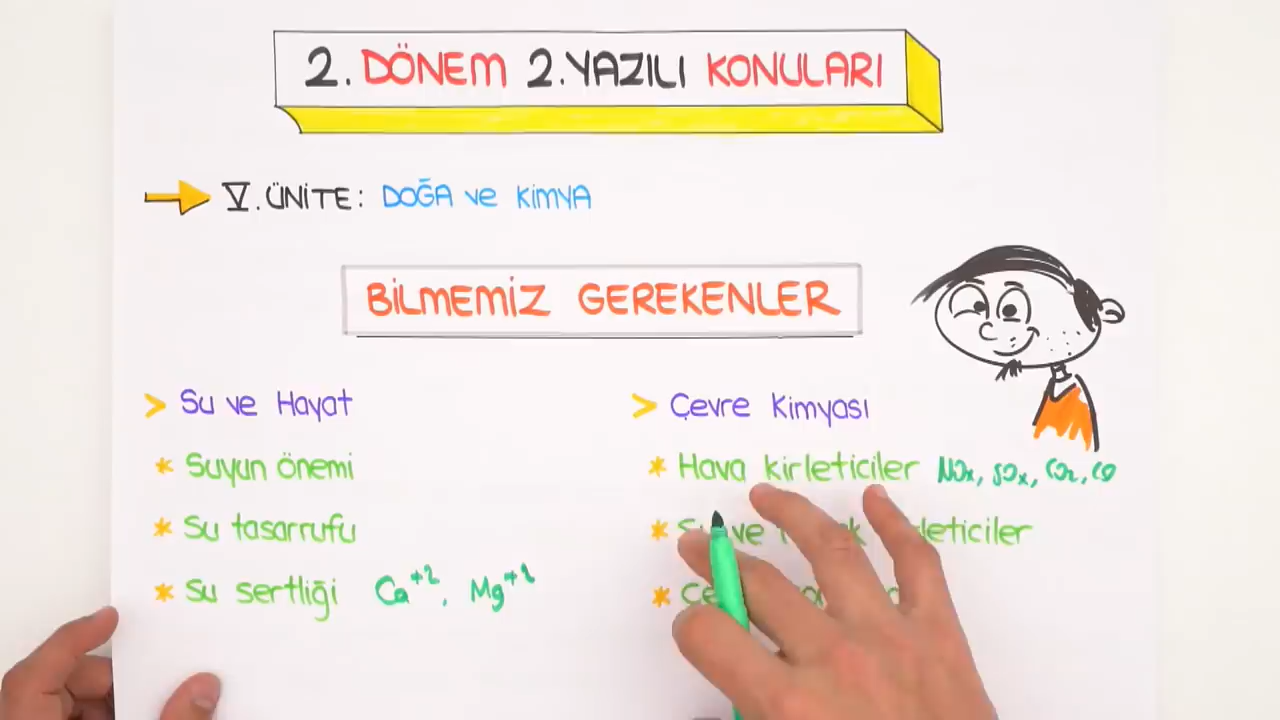 2. DÖNEM 2. YAZILI KONULARI
V. ÜNİTE: DOĞA ve KİMYA
BİLMEMİZ GEREKENLER
Su ve Hayat
Suyun önemi
Su tasarrufu
Su sertliği Ca+2, Mg+2
Çevre Kimyası
Hava kirleticiler NOx, SOx, CO2, CO
ve